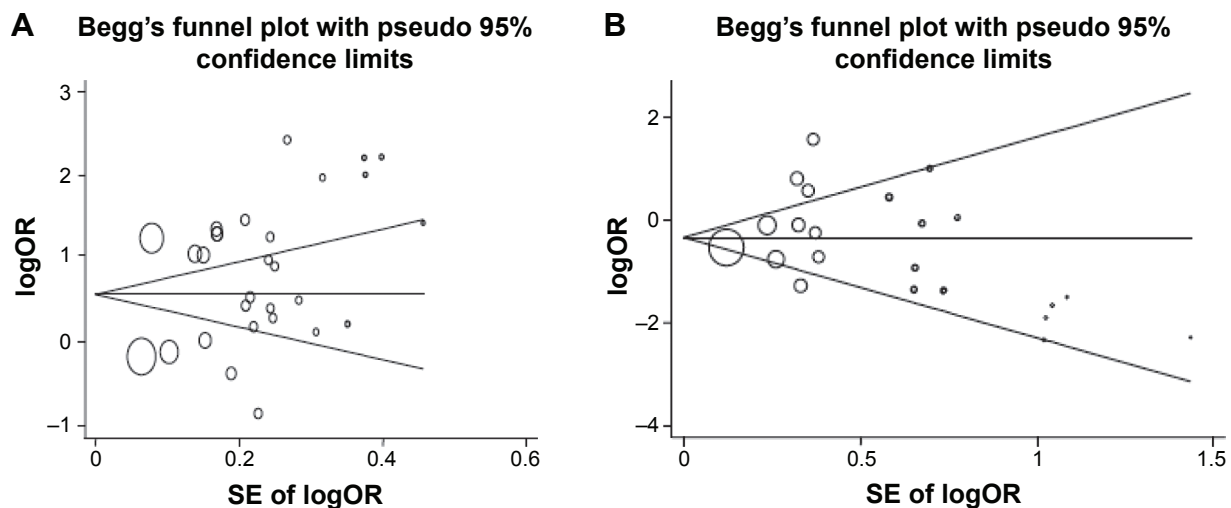 A
Begg’s funnel plot with pseudo 95%
confidence limits
3
2
1
0
–1
logOR
0
0.2
0.4
0.6
SE of logOR
B
Begg’s funnel plot with pseudo 95%
confidence limits
2
0
–2
–4
logOR
0
0.5
1
1.5
SE of logOR